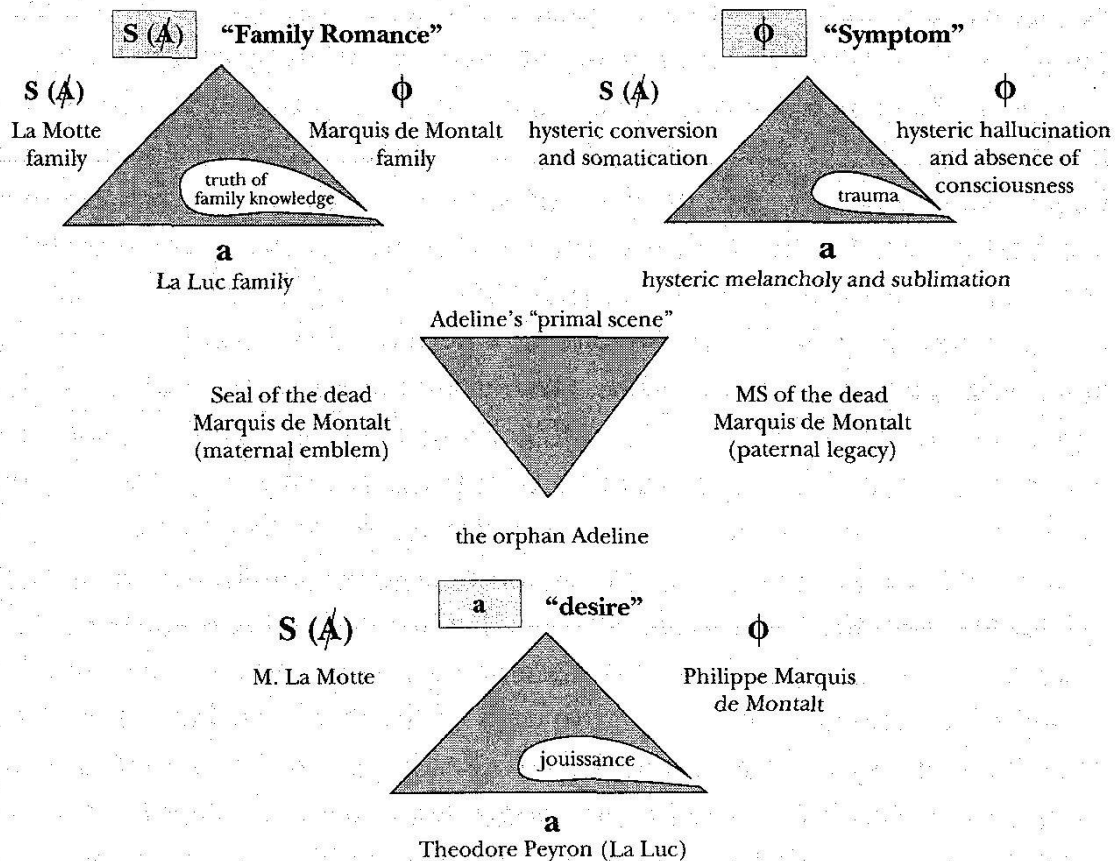 S (Ⱥ) "Family Romance"
S (Ⱥ)
La Motte
family
ϕ
Marquis de Montalt
family
truth of
family knowledge
a
La Luc family
ϕ "Symptom"
S (Ⱥ)
hysteric conversion
and somatication
ϕ
hysteric hallucination
and absence of
consciousness
trauma
a
hysteric melancholy and sublimation
Adeline's "primal scene"
Seal of the dead
Marquis de Montalt
(maternal emblem)
MS of the dead
Marquis de Montalt
(paternal legacy)
the orphan Adeline
a "desire"
S (Ⱥ)
M. La Motte
ϕ
Philippe Marquis
de Montalt
jouissance
a
Theodore Peyron (La Luc)